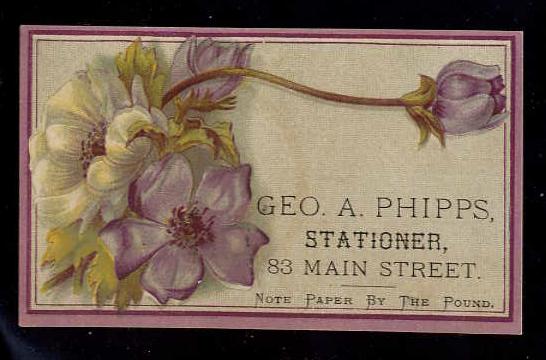 GEO. A. PHIPPS,
STATIONER,
83 MAIN STREET.
NOTE PAPER BY THE POUND.